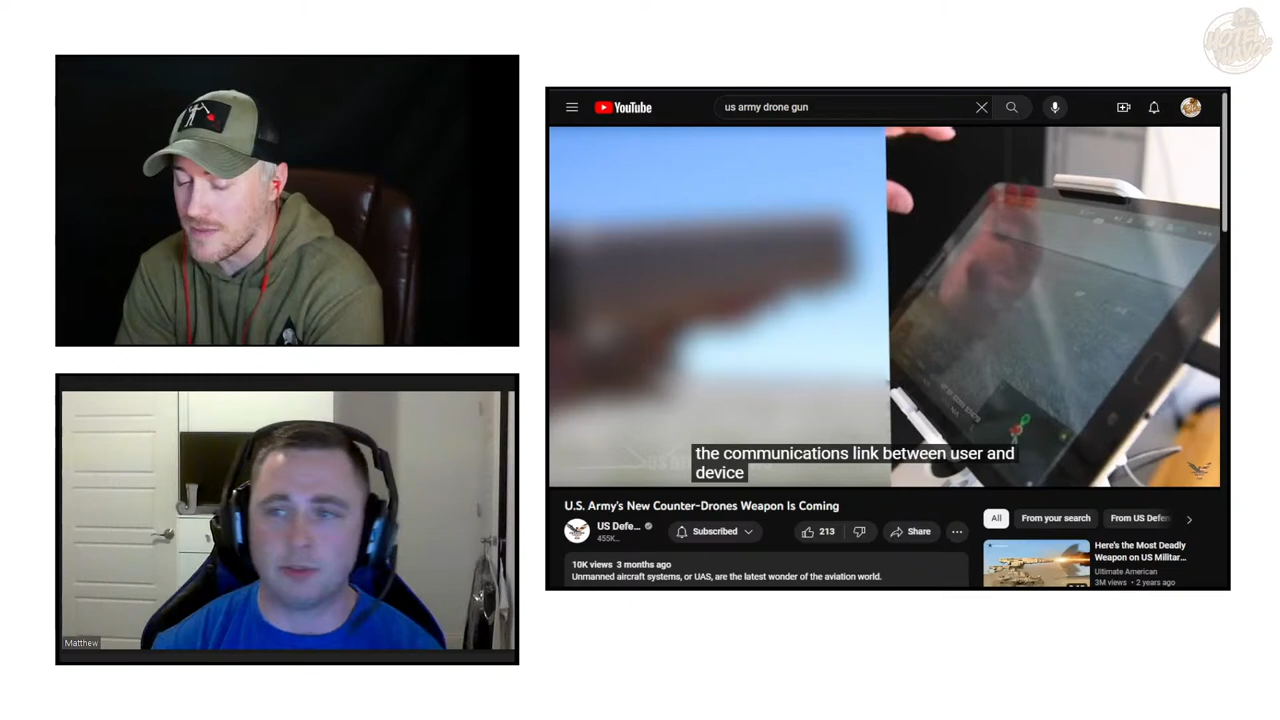 HOTEL
HAVOC
YouTube
us army drone gun
the communications link between user and
device
U.S. Army's New Counter-Drones Weapon Is Coming
US Defe...
455K...
Subscribed
213
Share
All
From your search
From US Defen
10K views 3 months ago
Unmanned aircraft systems, or UAS, are the latest wonder of the aviation world.
Here's the Most Deadly
Weapon on US Militar...
Ultimate American
3M views • 2 years ago
Matthew